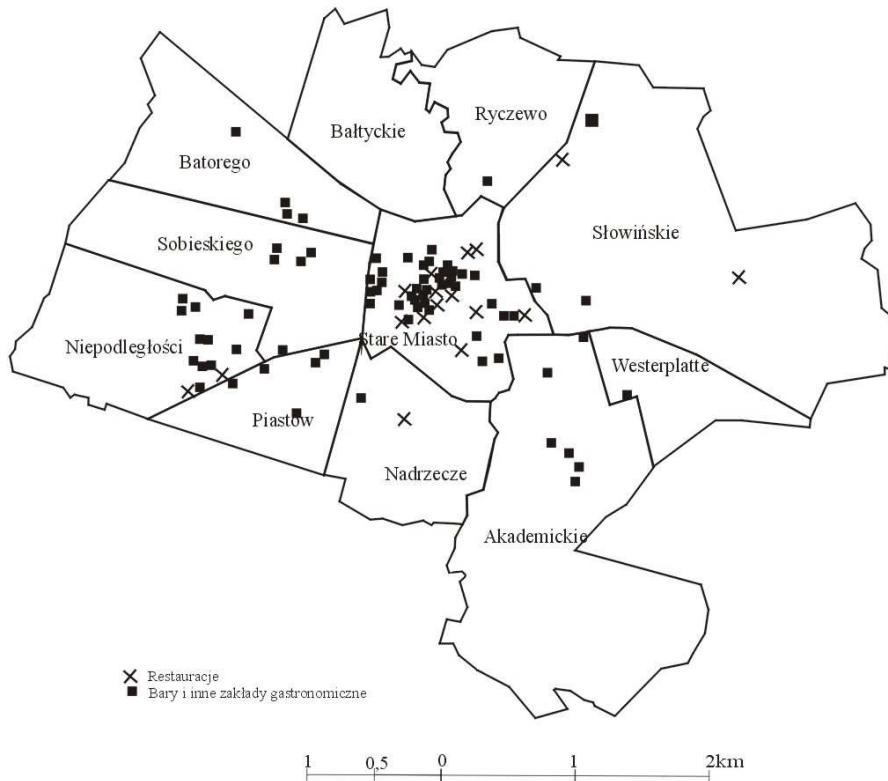 Ryczewo
Bałtyckie
Batorego
Słowińskie
Sobieskiego
Stare Miasto
Niepodległości
Westerplatte
Piastów
Nadrzecze
Akademickie
Restauracje
Bary i inne zakłady gastronomiczne
1 0,5 0 1 2km